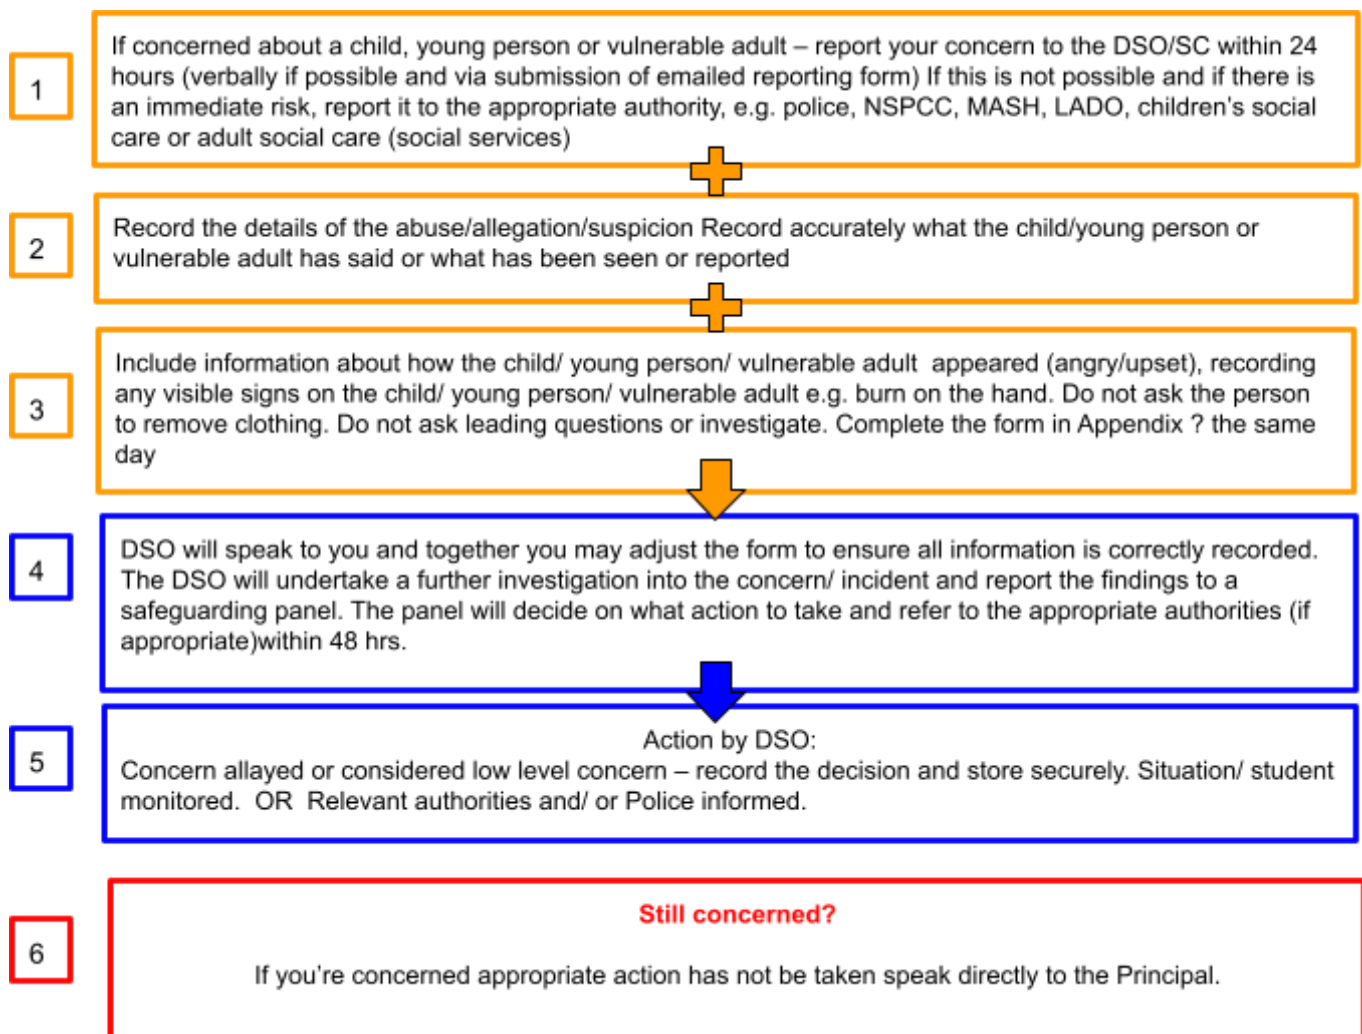 1
If concerned about a child, young person or vulnerable adult – report your concern to the DSO/SC within 24
hours (verbally if possible and via submission of emailed reporting form) If this is not possible and if there is
an immediate risk, report it to the appropriate authority, e.g. police, NSPCC, MASH, LADO, children's social
care or adult social care (social services)
2
Record the details of the abuse/allegation/suspicion Record accurately what the child/young person or
vulnerable adult has said or what has been seen or reported
3
Include information about how the child/ young person/ vulnerable adult  appeared (angry/upset), recording
any visible signs on the child/ young person/ vulnerable adult e.g. burn on the hand. Do not ask the person
to remove clothing. Do not ask leading questions or investigate. Complete the form in Appendix ? the same
day
4
DSO will speak to you and together you may adjust the form to ensure all information is correctly recorded.
The DSO will undertake a further investigation into the concern/ incident and report the findings to a
safeguarding panel. The panel will decide on what action to take and refer to the appropriate authorities (if
appropriate)within 48 hrs.
5
Action by DSO:
Concern allayed or considered low level concern – record the decision and store securely. Situation/ student
monitored.  OR  Relevant authorities and/ or Police informed.
6
Still concerned?
If you're concerned appropriate action has not be taken speak directly to the Principal.